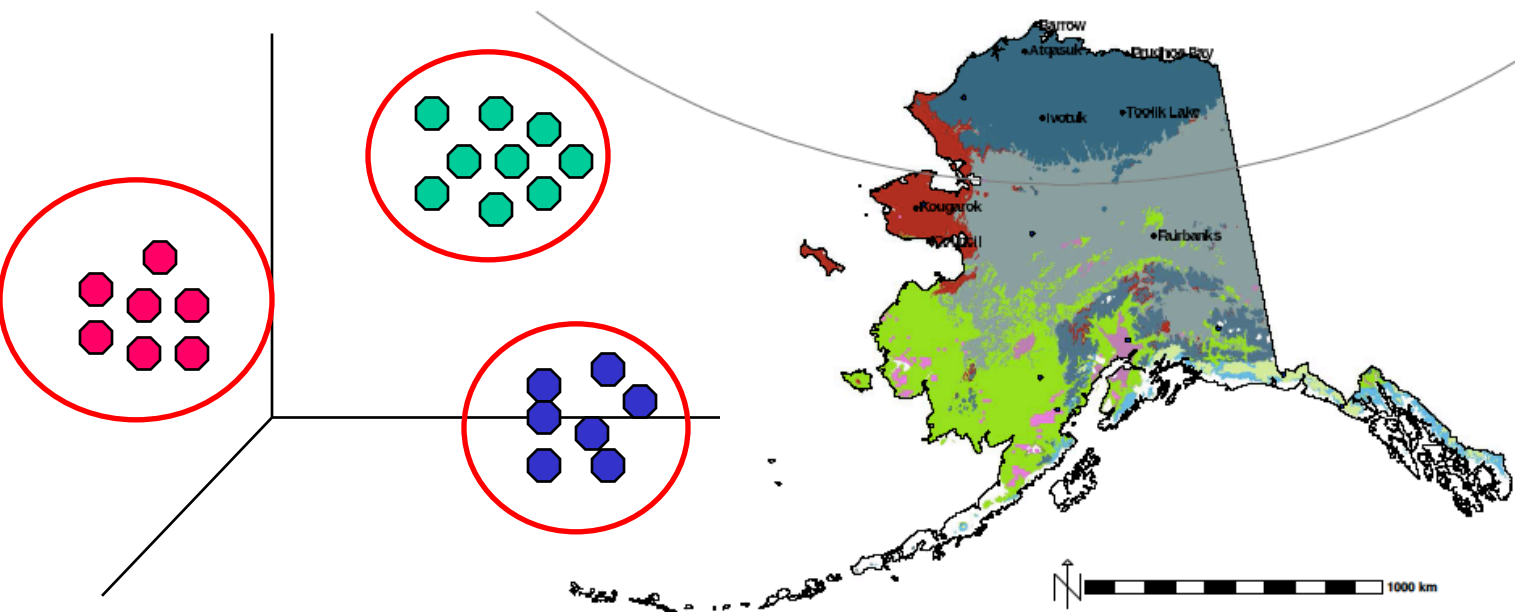 Barrow
Atqasuk
Prudhoe Bay
Ivotuk
Toolik Lake
Kougarok
Council
Fairbanks
N
1000 km